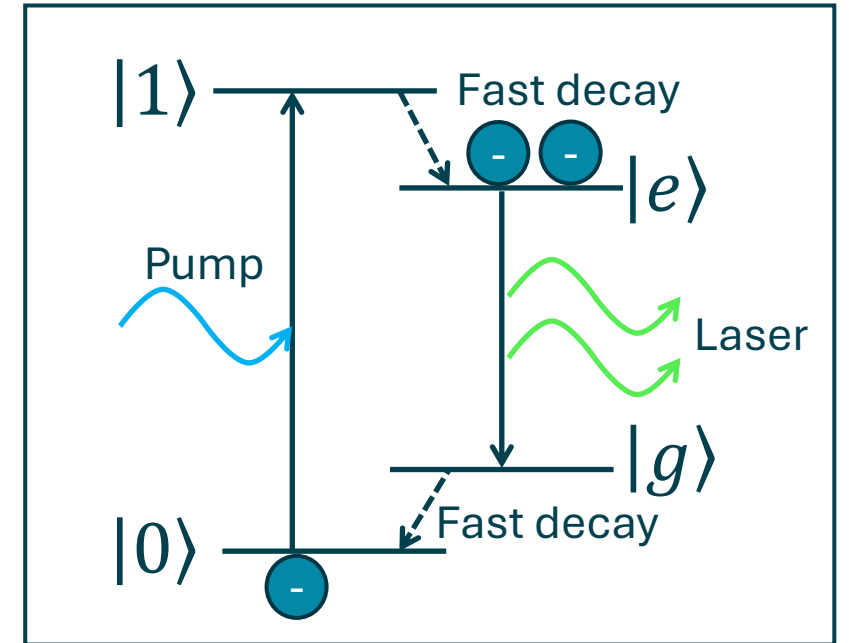 |1⟩
Fast decay
- -
|e⟩
Pump
Laser
|g⟩
Fast decay
|0⟩
-